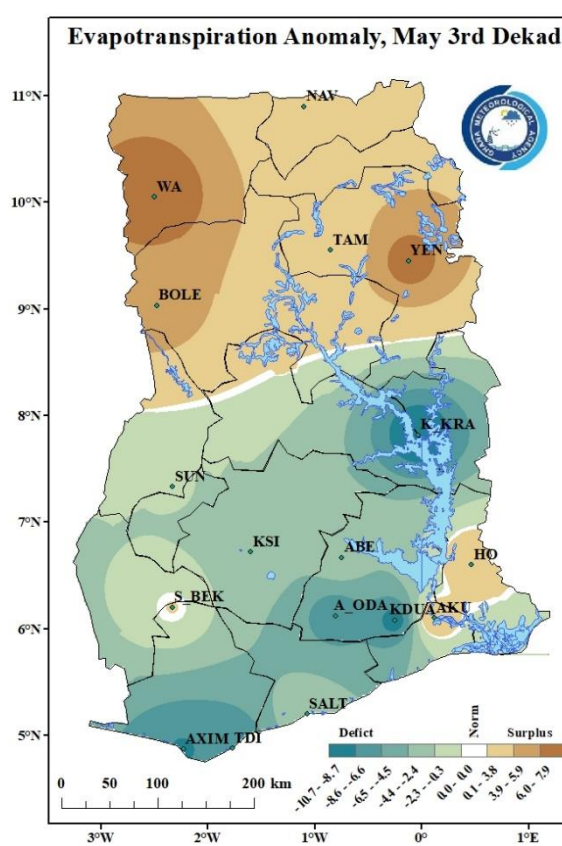 Evapotranspiration Anomaly, May 3rd Dekad
11°N
NAV
GHANA METEOROLOGICAL AGENCY
10°N
WA
TAM
YEN
9°N
BOLE
8°N
K_KRA
SUN
7°N
KSI
ABE
HO
S_BEK
A_ODA
KDUA
AKU
6°N
SALT
5°N
AXIM
TDI
Defict
Norm
Surplus
-10.7 - -8.7
-8.6 - -6.6
-6.5 - -4.5
-4.4 - -2.4
-2.3 - -0.3
0.0 - 0.0
0.1 - 3.8
3.9 - 5.9
6.0 - 7.9
0 50 100 200 km
3°W 2°W 1°W 0° 1°E